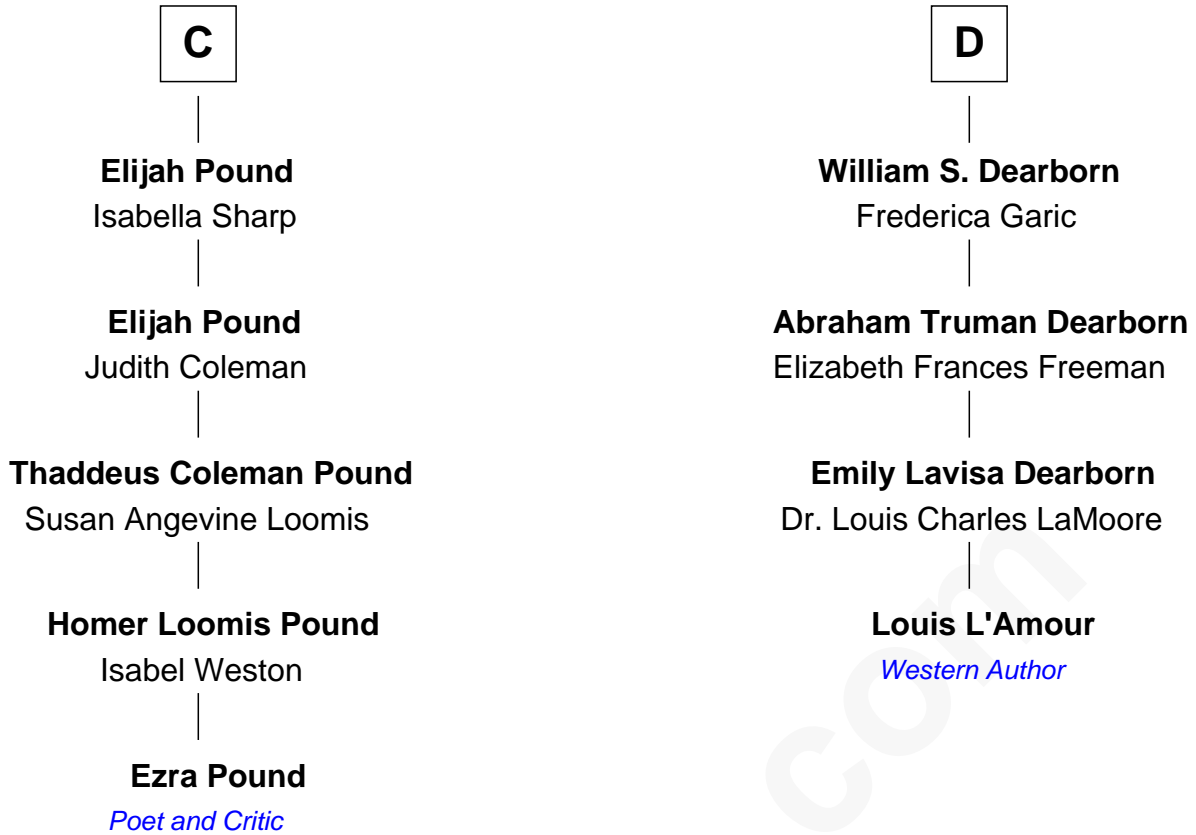 C
Elijah Pound
Isabella Sharp
Elijah Pound
Judith Coleman
Thaddeus Coleman Pound
Susan Angevine Loomis
Homer Loomis Pound
Isabel Weston
Ezra Pound
Poet and Critic
D
William S. Dearborn
Frederica Garic
Abraham Truman Dearborn
Elizabeth Frances Freeman
Emily Lavisa Dearborn
Dr. Louis Charles LaMoore
Louis L'Amour
Western Author
com